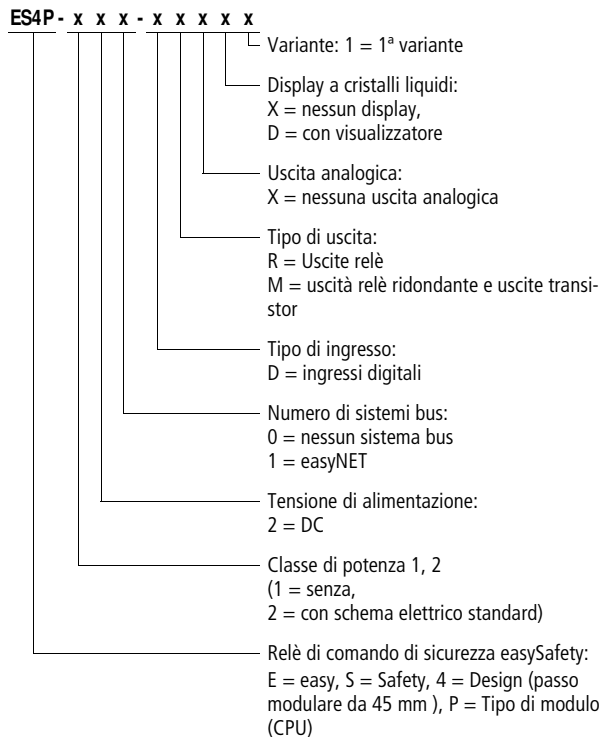 ES4P - x x x - x x x x x
Variante: 1 = 1ª variante
Display a cristalli liquidi:
X = nessun display,
D = con visualizzatore
Uscita analogica:
X = nessuna uscita analogica
Tipo di uscita:
R = Uscite relè
M = uscità relè ridondante e uscite transi-
stor
Tipo di ingresso:
D = ingressi digitali
Numero di sistemi bus:
0 = nessun sistema bus
1 = easyNET
Tensione di alimentazione:
2 = DC
Classe di potenza 1, 2
(1 = senza,
2 = con schema elettrico standard)
Relè di comando di sicurezza easySafety:
E = easy, S = Safety, 4 = Design (passo
modulare da 45 mm ), P = Tipo di modulo
(CPU)